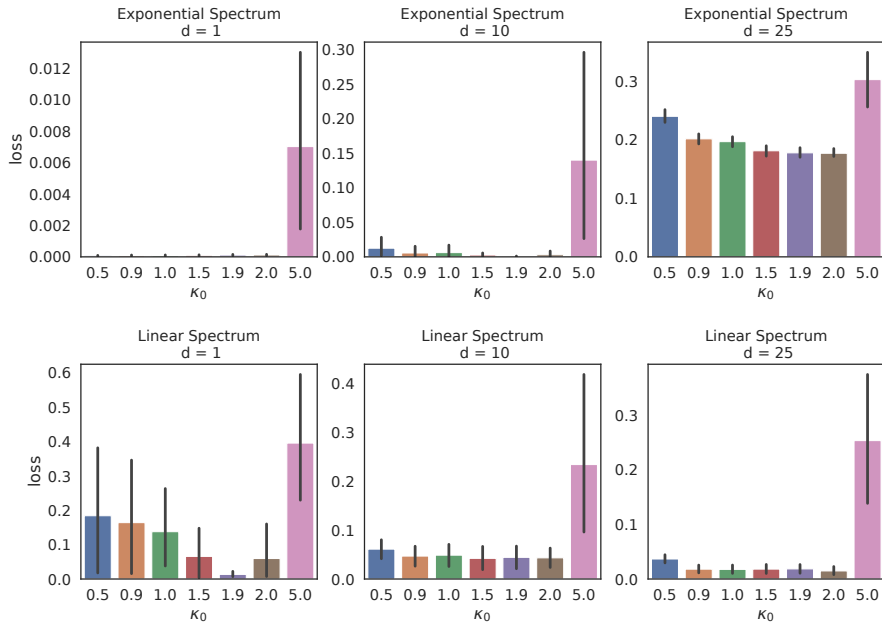 Exponential Spectrum
d = 1
0.012
0.010
0.008
0.006
0.004
0.002
0.000
loss
0.5 0.9 1.0 1.5 1.9 2.0 5.0
κ0
Exponential Spectrum
d = 10
0.30
0.25
0.20
0.15
0.10
0.05
0.00
0.5 0.9 1.0 1.5 1.9 2.0 5.0
κ0
Exponential Spectrum
d = 25
0.3
0.2
0.1
0.0
0.5 0.9 1.0 1.5 1.9 2.0 5.0
κ0
Linear Spectrum
d = 1
0.6
0.5
0.4
0.3
0.2
0.1
0.0
loss
0.5 0.9 1.0 1.5 1.9 2.0 5.0
κ0
Linear Spectrum
d = 10
0.4
0.3
0.2
0.1
0.0
0.5 0.9 1.0 1.5 1.9 2.0 5.0
κ0
Linear Spectrum
d = 25
0.3
0.2
0.1
0.0
0.5 0.9 1.0 1.5 1.9 2.0 5.0
κ0